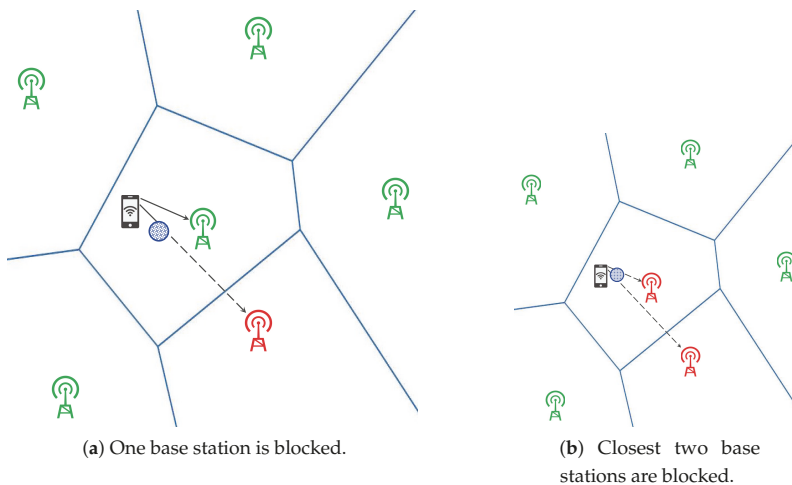 (a) One base station is blocked.
(b) Closest two base
stations are blocked.